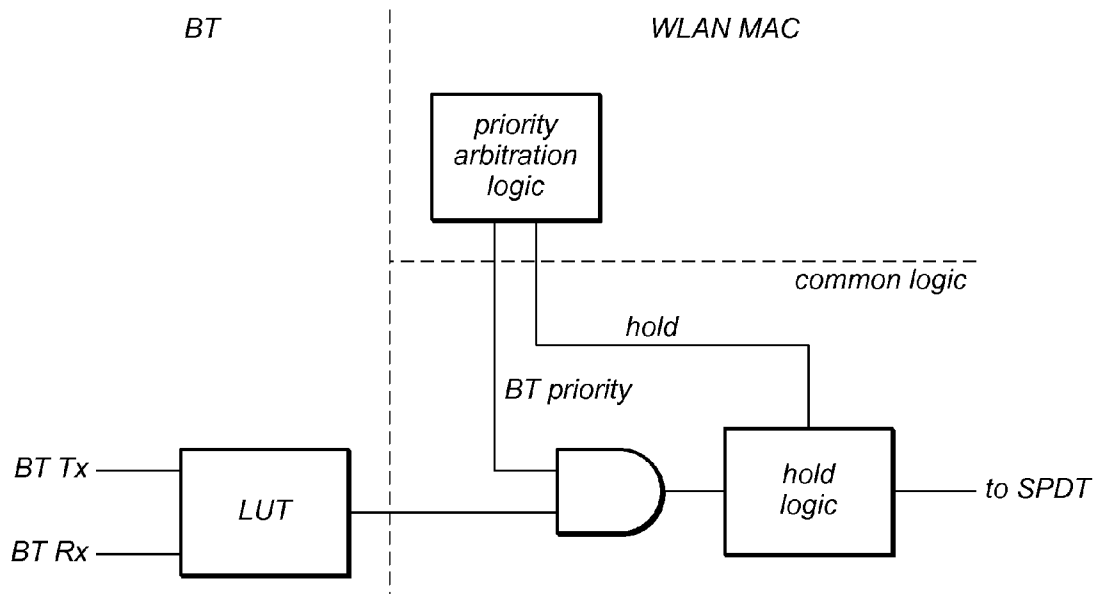 BT
WLAN MAC
priority
arbitration
logic
common logic
hold
BT priority
BT Tx
BT Rx
LUT
hold
logic
to SPDT